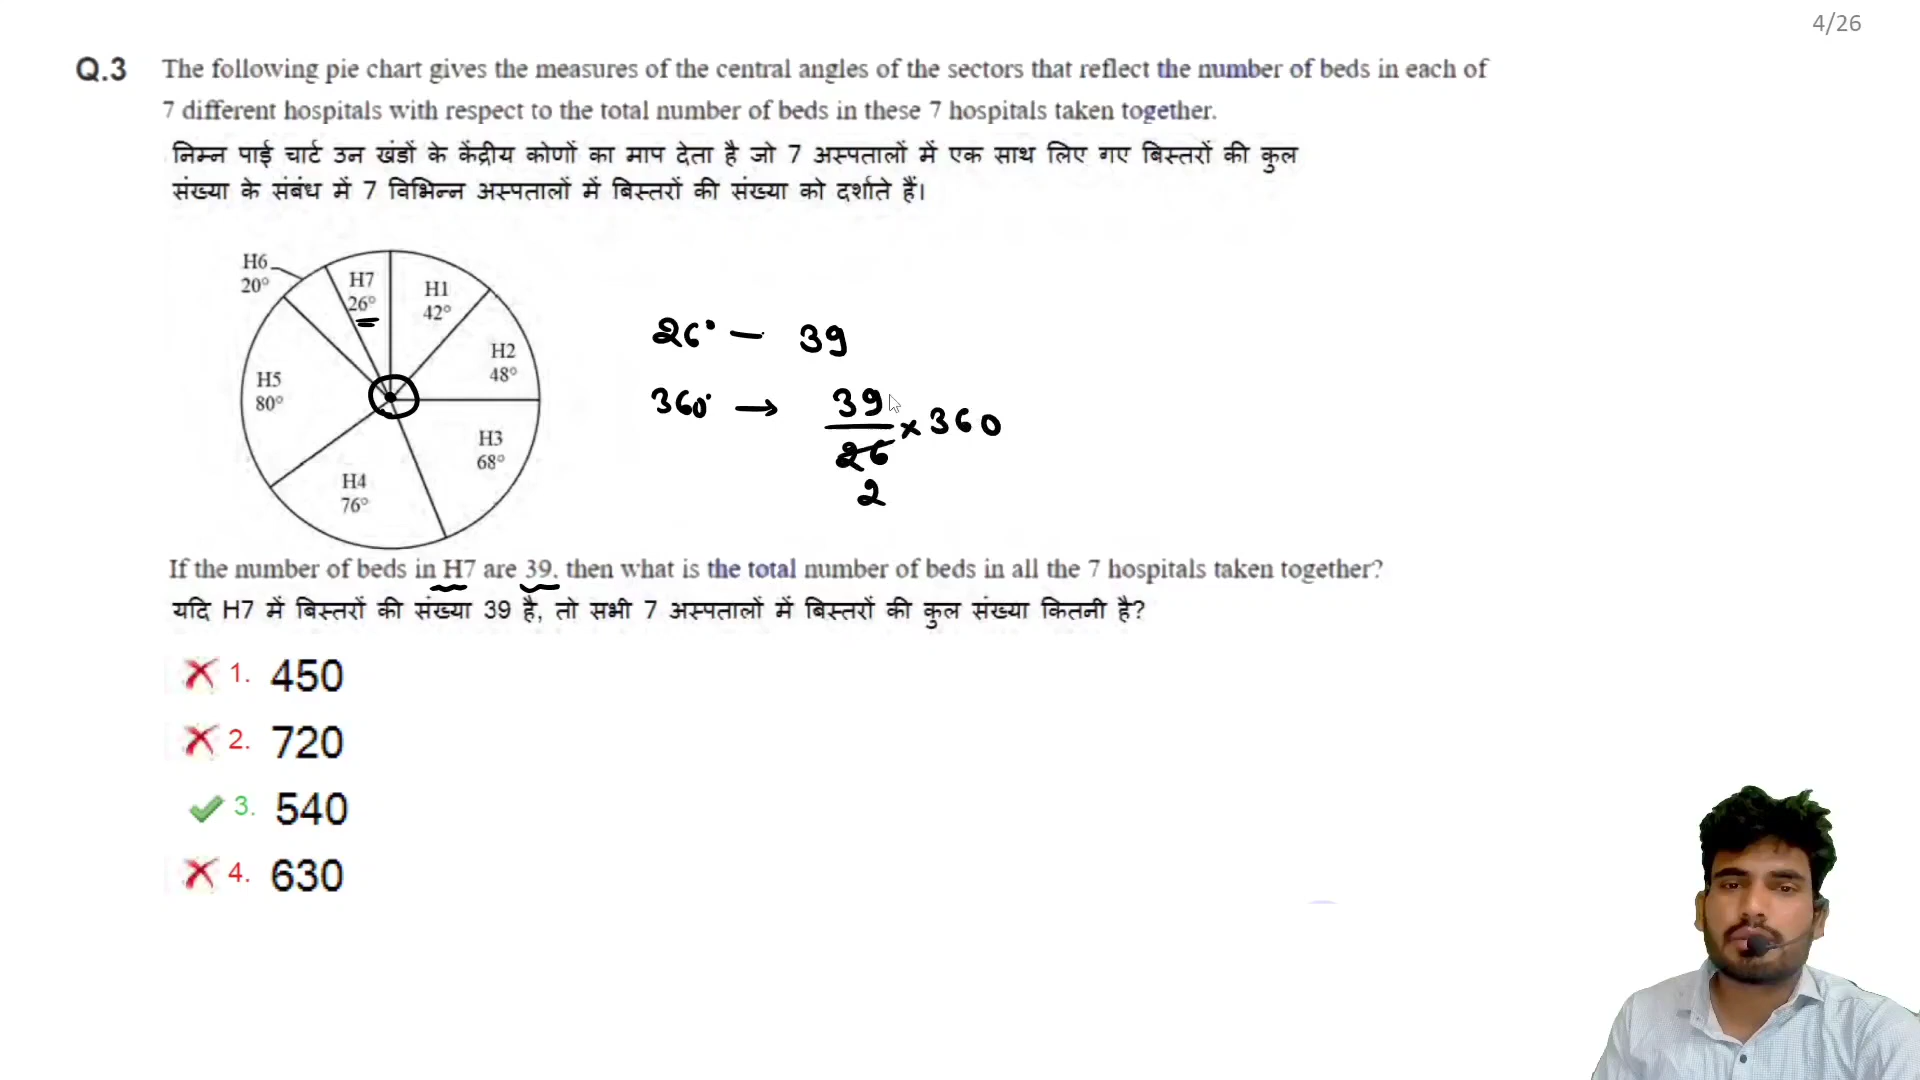 4/26
Q.3 The following pie chart gives the measures of the central angles of the sectors that reflect the number of beds in each of
7 different hospitals with respect to the total number of beds in these 7 hospitals taken together.
निम्न पाई चार्ट उन खंडों के केंद्रीय कोणों का माप देता है जो 7 अस्पतालों में एक साथ लिए गए बिस्तरों की कुल
संख्या के संबंध में 7 विभिन्न अस्पतालों में बिस्तरों की संख्या को दर्शाते हैं।
H6
20°
H7
26°
H1
42°
H2
48°
H5
80°
H3
68°
H4
76°
26° — 39
360° → 39/26 × 360
2
If the number of beds in H7 are 39, then what is the total number of beds in all the 7 hospitals taken together?
यदि H7 में बिस्तरों की संख्या 39 है, तो सभी 7 अस्पतालों में बिस्तरों की कुल संख्या कितनी है?
1. 450
2. 720
3. 540
4. 630